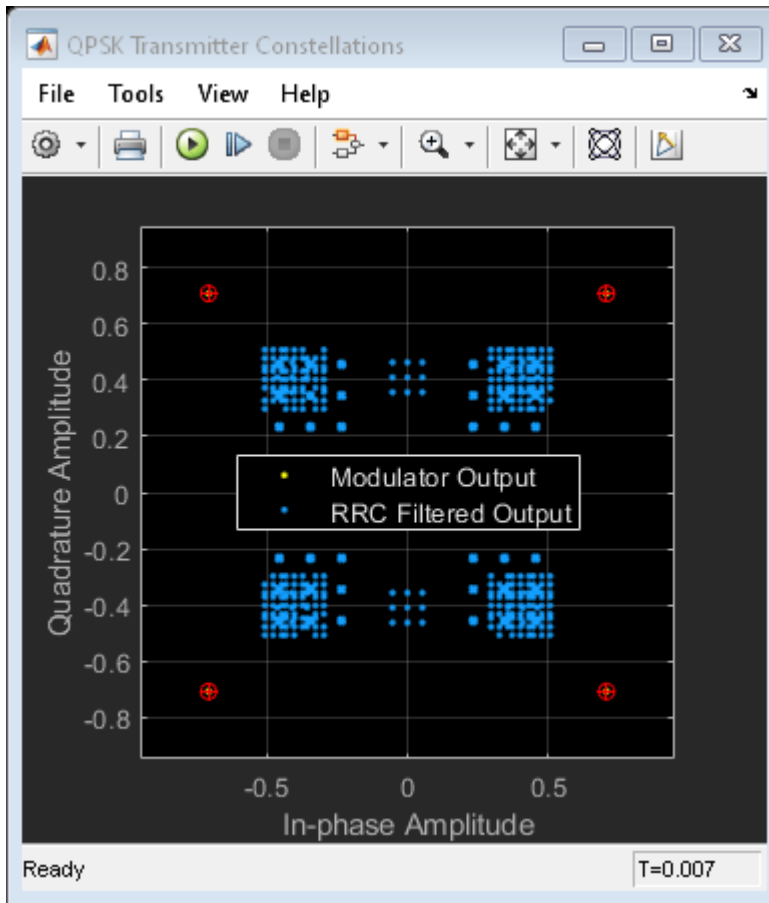 QPSK Transmitter Constellations
File Tools View Help
0.8
0.6
0.4
0.2
0
-0.2
-0.4
-0.6
-0.8
Quadrature Amplitude
Modulator Output
RRC Filtered Output
-0.5 0 0.5
In-phase Amplitude
Ready T=0.007